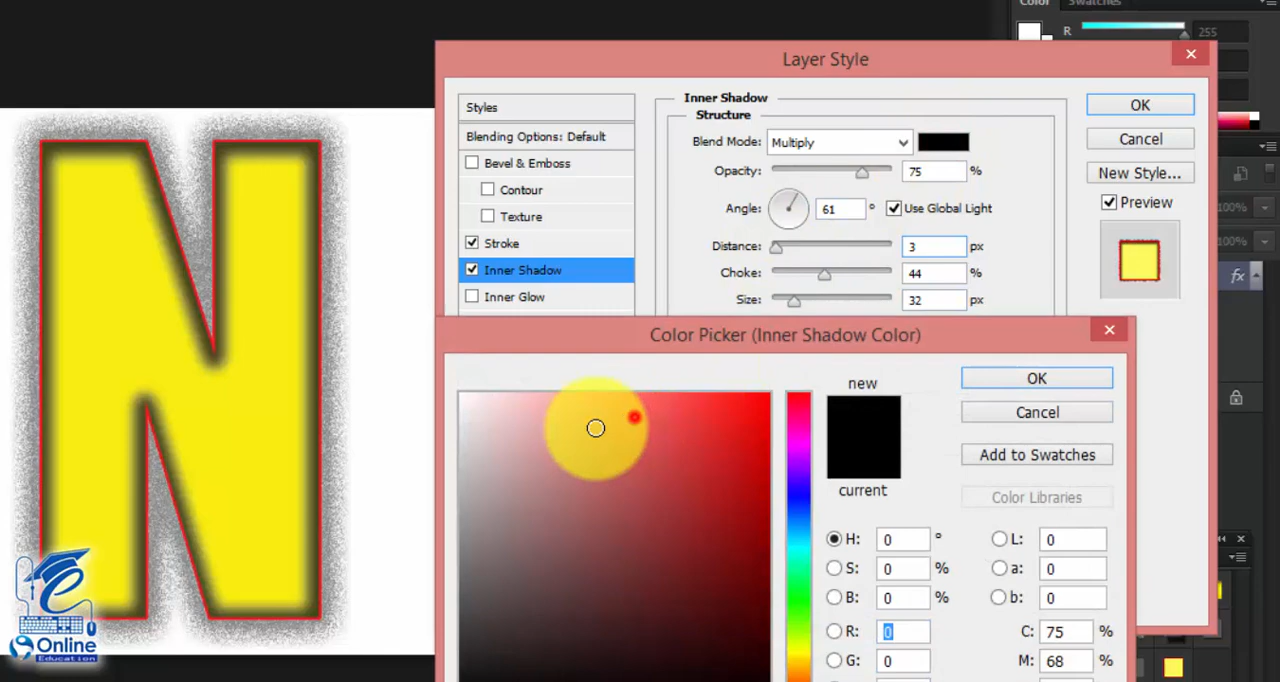 Color Swatches
R 255
Layer Style
N
Styles
Blending Options: Default
Bevel & Emboss
Contour
Texture
Stroke
Inner Shadow
Inner Glow
Inner Shadow
Structure
Blend Mode: Multiply
Opacity: 75 %
Angle: 61 ° Use Global Light
Distance: 3 px
Choke: 44 %
Size: 32 px
OK
Cancel
New Style...
Preview
100%
100%
fx
Color Picker (Inner Shadow Color)
new
current
OK
Cancel
Add to Swatches
Color Libraries
H: 0 °
S: 0 %
B: 0 %
R: 0
G: 0
L: 0
a: 0
b: 0
C: 75 %
M: 68 %
e
Online
Education